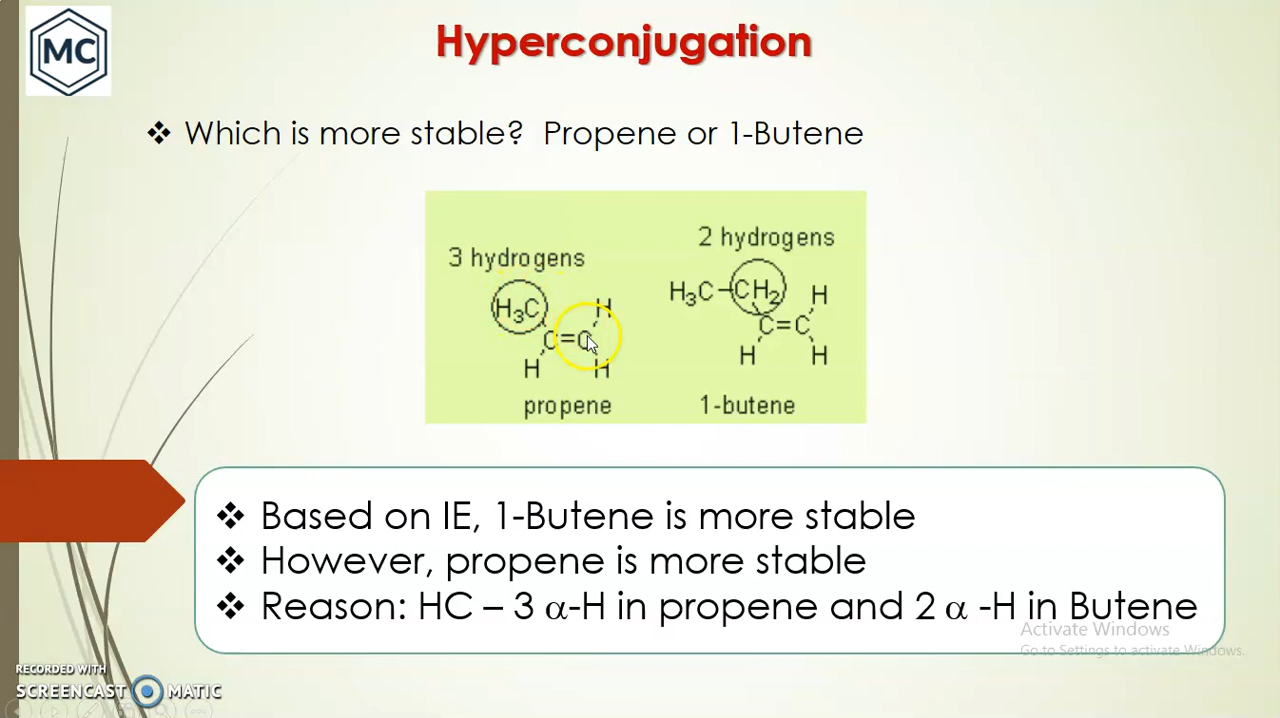 MC
Hyperconjugation
❖ Which is more stable? Propene or 1-Butene
2 hydrogens
3 hydrogens
H₃C–CH₂ H
H₃C H
C=C
C=C
H H
H H
propene 1-butene
❖ Based on IE, 1-Butene is more stable
❖ However, propene is more stable
❖ Reason: HC – 3 α-H in propene and 2 α -H in Butene
Activate Windows
Go to Settings to activate Windows.
RECORDED WITH
SCREENCAST MATIC